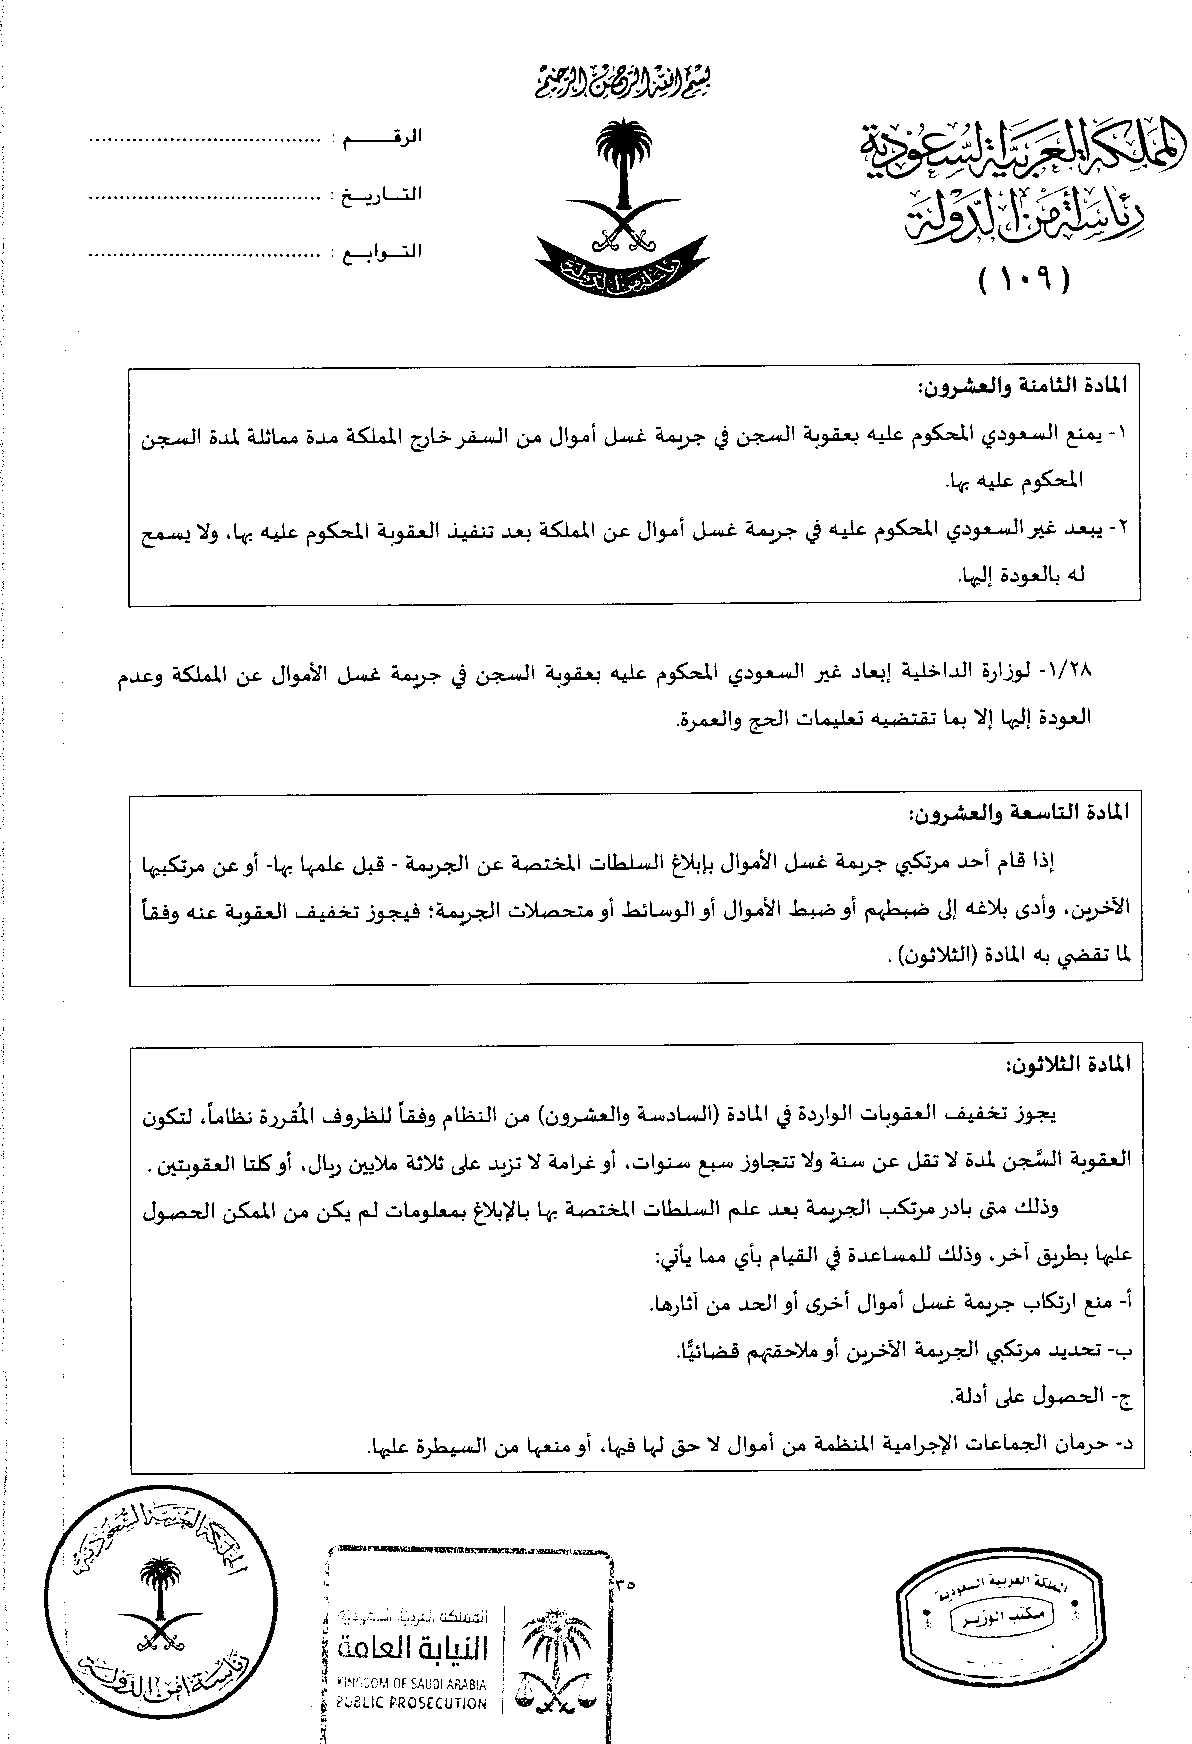 بسم الله الرحمن الرحيم
المملكة العربية السعودية
رئاسة أمن الدولة
(١٠٩)
الرقـــــم : ......................................
التــاريــخ : ......................................
التــوابــع : ......................................
رئاسة أمن الدولة
المادة الثامنة والعشرون:
١- يمنع السعودي المحكوم عليه بعقوبة السجن في جريمة غسل أموال من السفر خارج المملكة مدة مماثلة لمدة السجن
المحكوم عليه بها.
٢- يبعد غير السعودي المحكوم عليه في جريمة غسل أموال عن المملكة بعد تنفيذ العقوبة المحكوم عليه بها، ولا يسمح
له بالعودة إليها.
١/٢٨- لوزارة الداخلية إبعاد غير السعودي المحكوم عليه بعقوبة السجن في جريمة غسل الأموال عن المملكة وعدم
العودة إليها إلا بما تقتضيه تعليمات الحج والعمرة.
المادة التاسعة والعشرون:
إذا قام أحد مرتكبي جريمة غسل الأموال بإبلاغ السلطات المختصة عن الجريمة - قبل علمها بها- أو عن مرتكبيها
الآخرين، وأدى بلاغه إلى ضبطهم أو ضبط الأموال أو الوسائط أو متحصلات الجريمة؛ فيجوز تخفيف العقوبة عنه وفقاً
لما تقضي به المادة (الثلاثون) .
المادة الثلاثون:
يجوز تخفيف العقوبات الواردة في المادة (السادسة والعشرون) من النظام وفقاً للظروف المُقررة نظاماً، لتكون
العقوبة السَّجن لمدة لا تقل عن سنة ولا تتجاوز سبع سنوات، أو غرامة لا تزيد على ثلاثة ملايين ريال، أو كلتا العقوبتين .
وذلك متى بادر مرتكب الجريمة بعد علم السلطات المختصة بها بالإبلاغ بمعلومات لم يكن من الممكن الحصول
عليها بطريق آخر، وذلك للمساعدة في القيام بأي مما يأتي:
أ- منع ارتكاب جريمة غسل أموال أخرى أو الحد من آثارها.
ب- تحديد مرتكبي الجريمة الآخرين أو ملاحقتهم قضائيًّا.
ج- الحصول على أدلة.
د- حرمان الجماعات الإجرامية المنظمة من أموال لا حق لها فيها، أو منعها من السيطرة عليها.
٣٥
المملكة العربية السعودية
مكتب الوزير
المملكة العربية السعودية
النيابة العامة
KINGDOM OF SAUDI ARABIA
PUBLIC PROSECUTION
المملكة العربية السعودية
رئاسة أمن الدولة